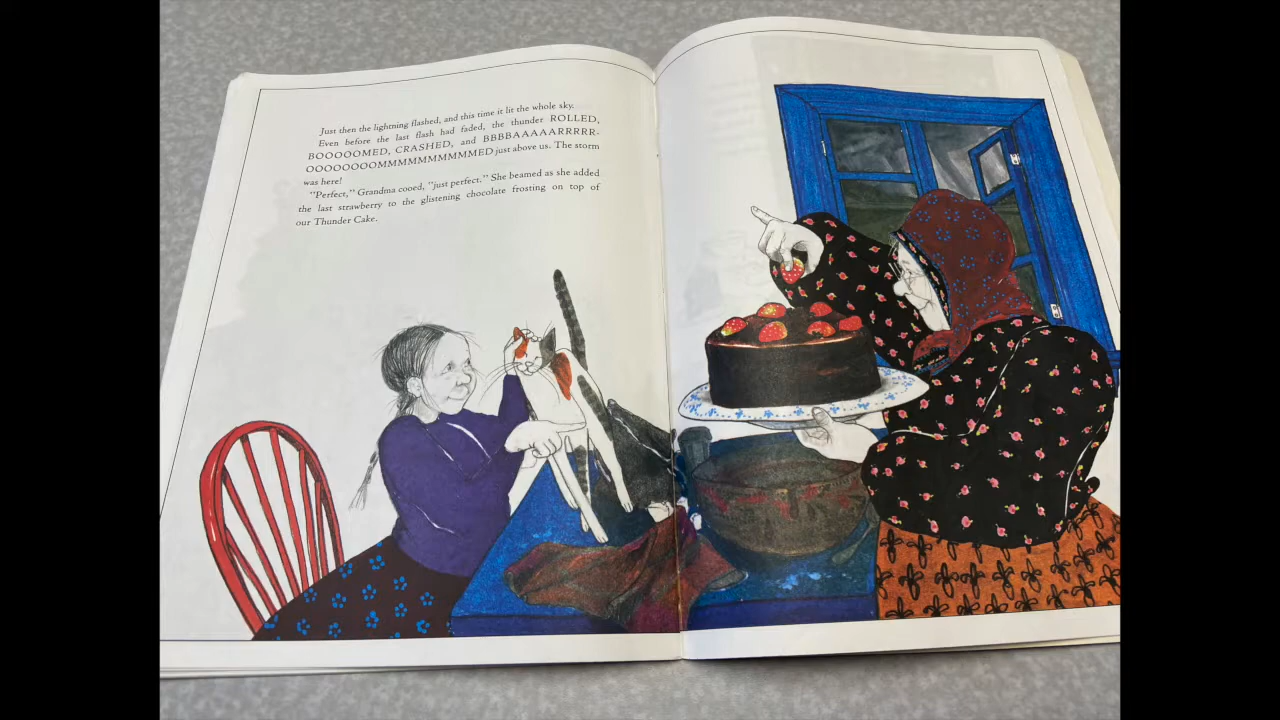 Just then the lightning flashed, and this time it lit the whole sky.
Even before the last flash had faded, the thunder ROLLED,
BOOOOOMED, CRASHED, and BBBBAAAAARRRRR-
OOOOOOOOMMMMMMMMMMED just above us. The storm
was here!
"Perfect," Grandma cooed, "just perfect." She beamed as she added
the last strawberry to the glistening chocolate frosting on top of
our Thunder Cake.